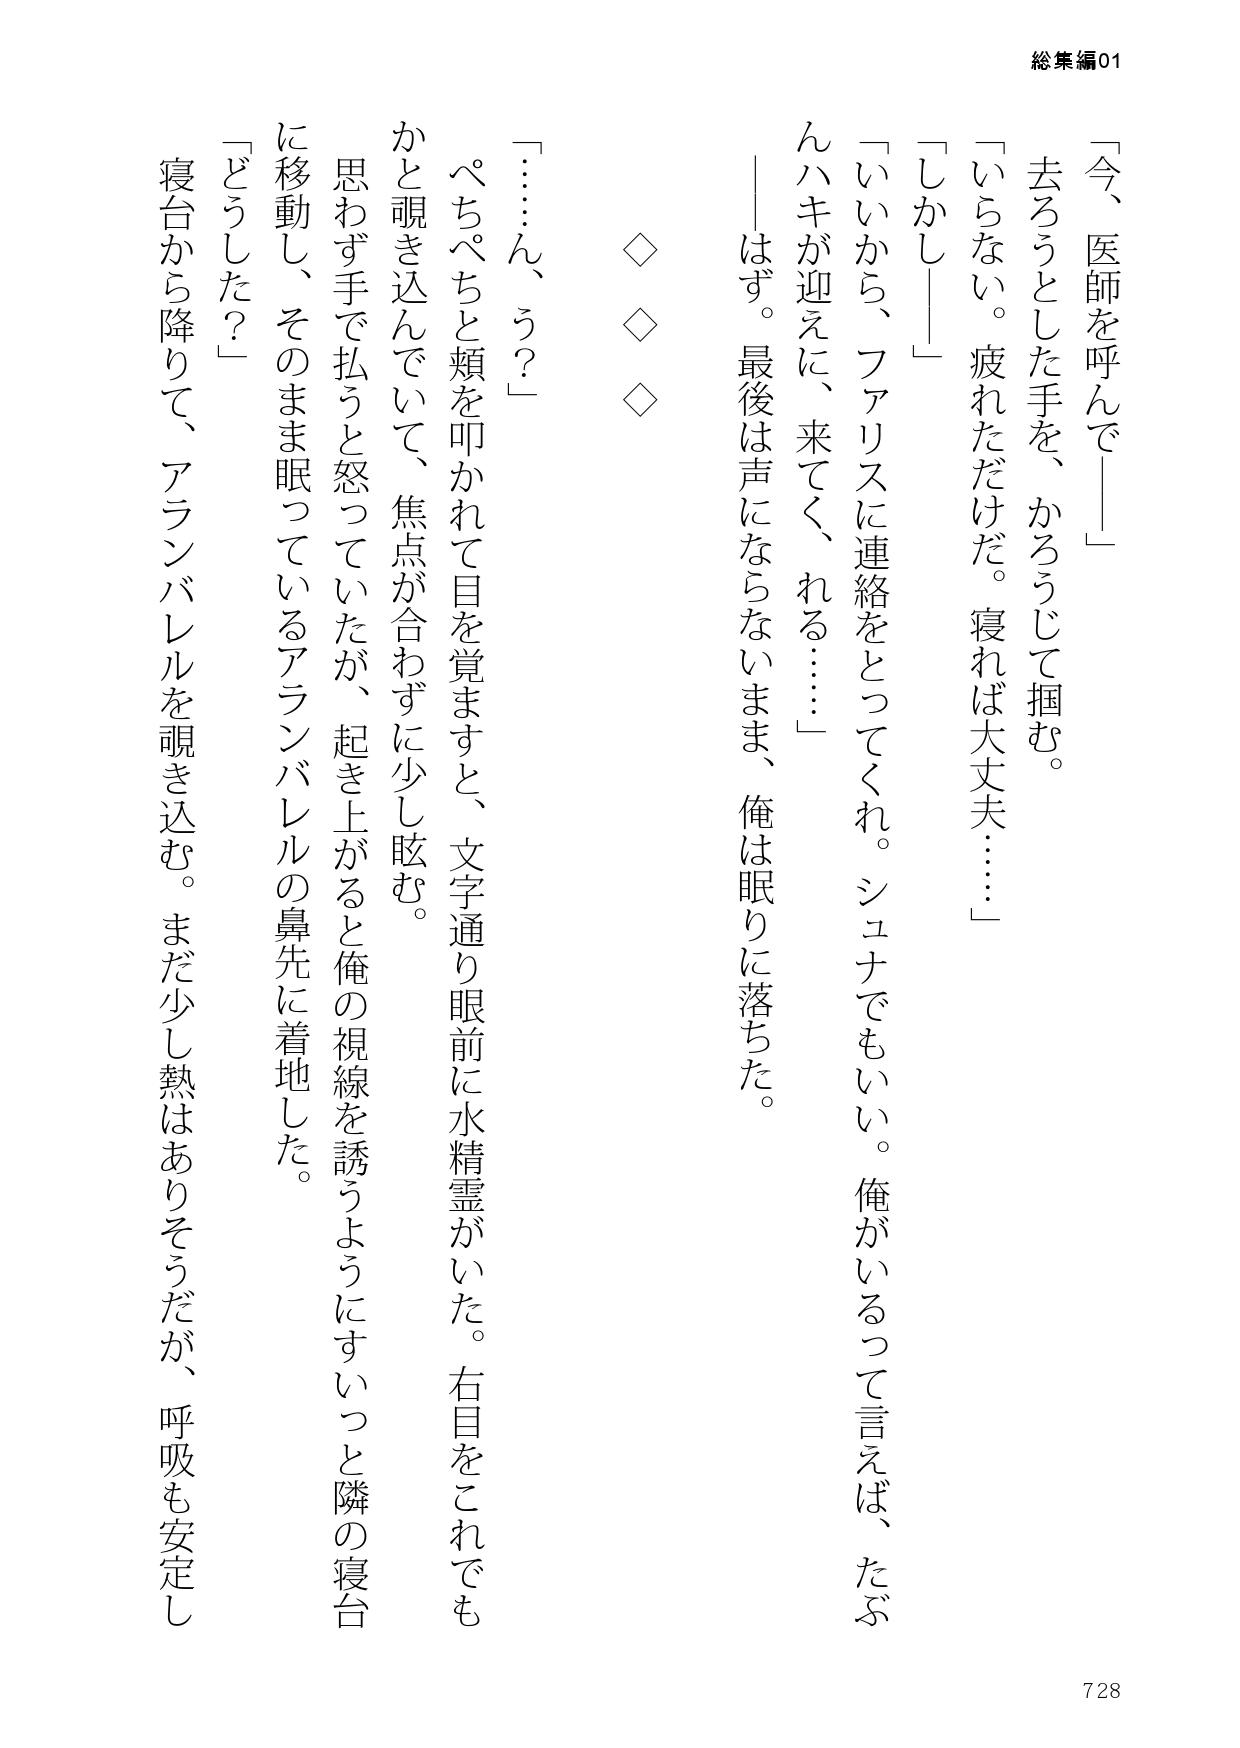 総集編01
「今、医師を呼んで――」
去ろうとした手を、かろうじて掴む。
「いらない。疲れただけだ。寝れば大丈夫……」
「しかし――」
「いいから、ファリスに連絡をとってくれ。シュナでもいい。俺がいるって言えば、たぶ
んハキが迎えに、来てく、れる……」
――はず。最後は声にならないまま、俺は眠りに落ちた。
◇　◇　◇
「……ん、う？」
ぺちぺちと頬を叩かれて目を覚ますと、文字通り眼前に水精霊がいた。右目をこれでも
かと覗き込んでいて、焦点が合わずに少し眩む。
思わず手で払うと怒っていたが、起き上がると俺の視線を誘うようにすいっと隣の寝台
に移動し、そのまま眠っているアランバレルの鼻先に着地した。
「どうした？」
寝台から降りて、アランバレルを覗き込む。まだ少し熱はありそうだが、呼吸も安定し
728